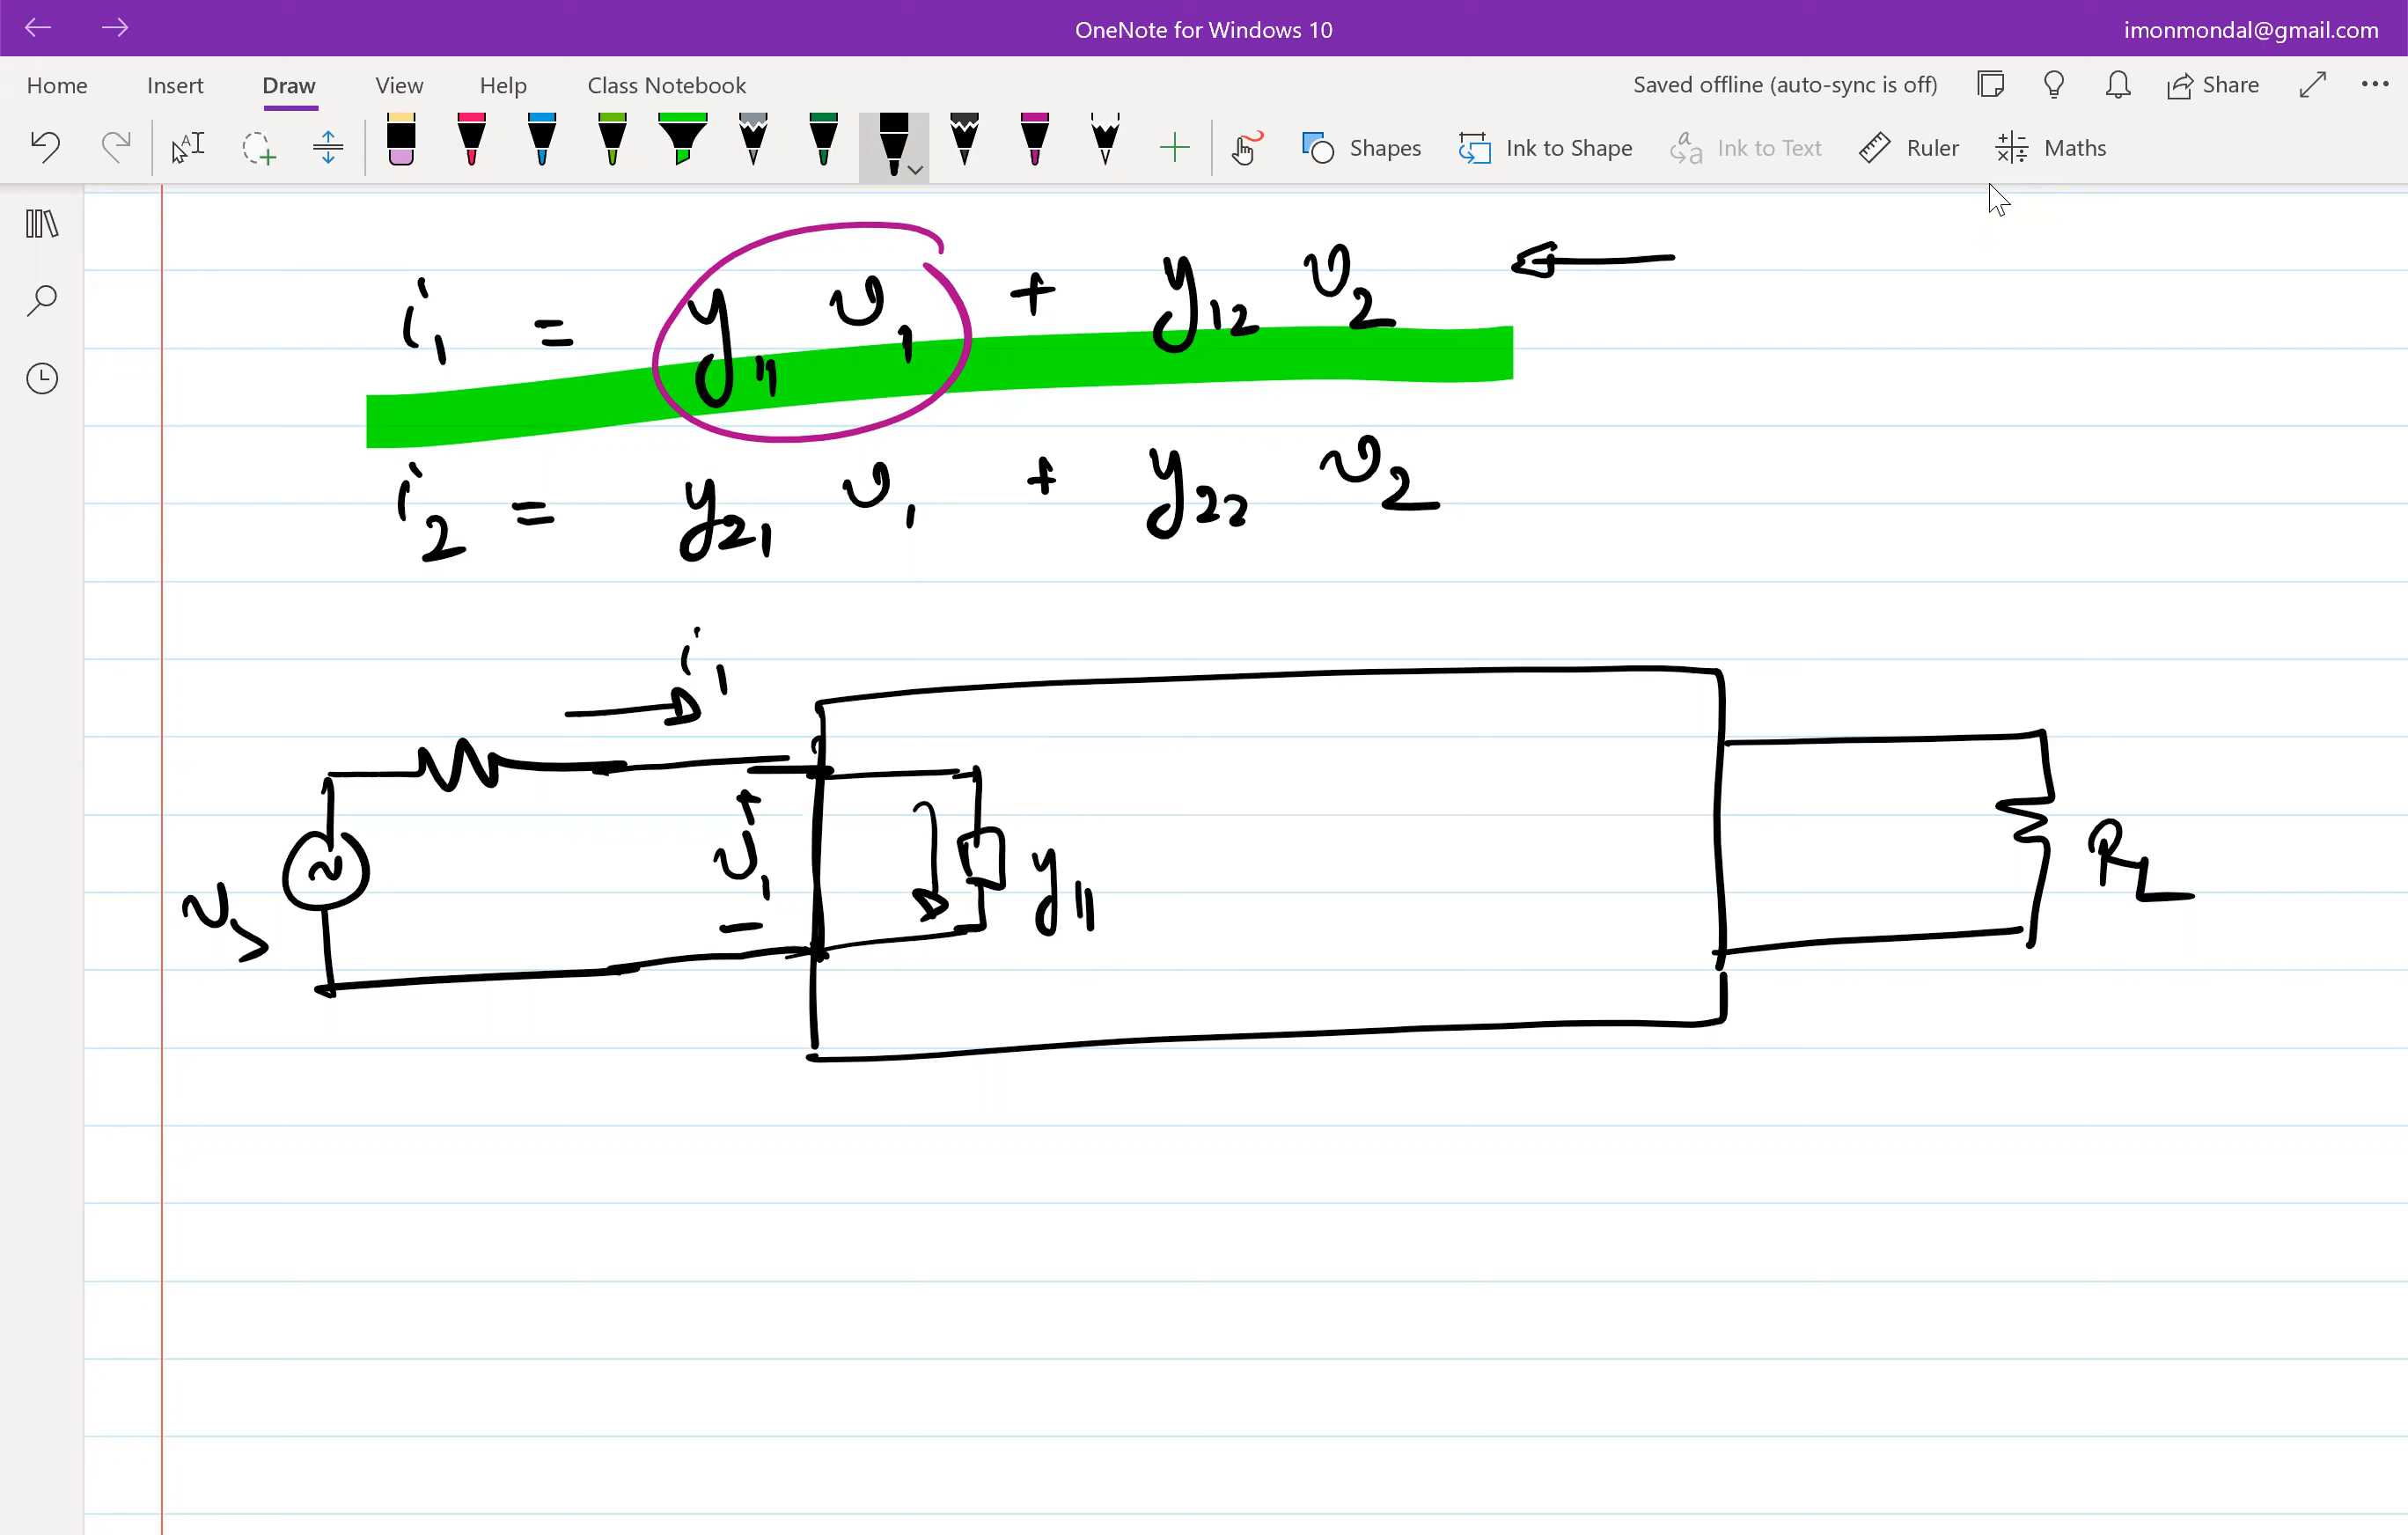 OneNote for Windows 10
imonmondal@gmail.com
Home Insert Draw View Help Class Notebook
Saved offline (auto-sync is off) Share
Shapes Ink to Shape Ink to Text Ruler Maths
i₁ = y₁₁ v₁ + y₁₂ v₂
i₂ = y₂₁ v₁ + y₂₂ v₂
i₁
+
v₁
−
vₛ
y₁₁
R_L